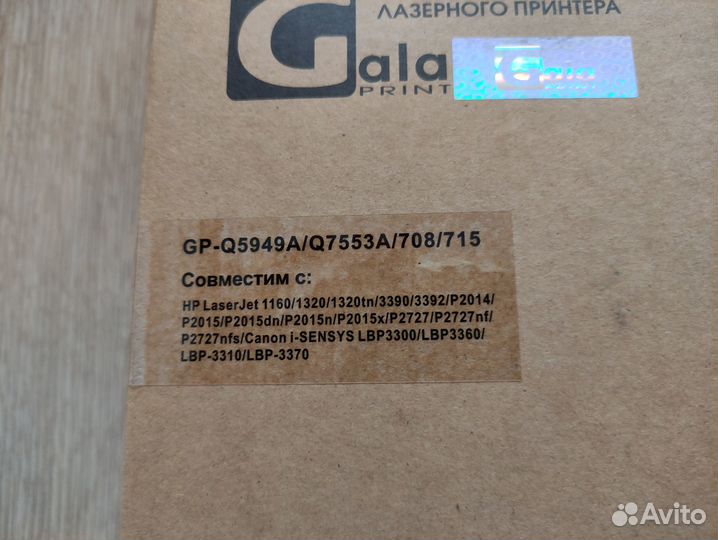 ЛАЗЕРНОГО ПРИНТЕРА
Gala
PRINT
Gala
GP-Q5949A/Q7553A/708/715
Совместим с:
HP LaserJet 1160/1320/1320tn/3390/3392/P2014/
P2015/P2015dn/P2015n/P2015x/P2727/P2727nf/
P2727nfs/Canon i-SENSYS LBP3300/LBP3360/
LBP-3310/LBP-3370
Avito